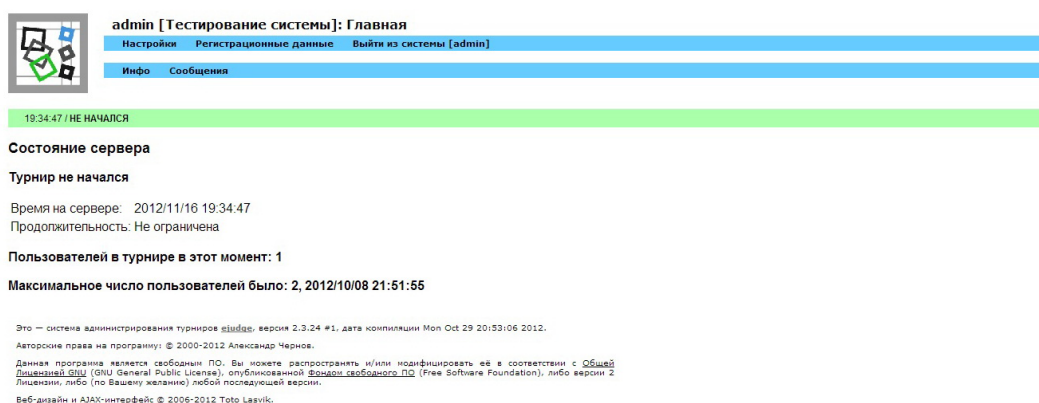 admin [Тестирование системы]: Главная
Настройки Регистрационные данные Выйти из системы [admin]
Инфо Сообщения
19:34:47 / НЕ НАЧАЛСЯ
Состояние сервера
Турнир не начался
Время на сервере: 2012/11/16 19:34:47
Продолжительность: Не ограничена
Пользователей в турнире в этот момент: 1
Максимальное число пользователей было: 2, 2012/10/08 21:51:55
Это — система администрирования турниров ejudge, версия 2.3.24 #1, дата компиляции Mon Oct 29 20:53:06 2012.
Авторские права на программу: © 2000-2012 Александр Чернов.
Данная программа является свободным ПО. Вы можете распространять и/или модифицировать её в соответствии с Общей
Лицензией GNU (GNU General Public License), опубликованной Фондом свободного ПО (Free Software Foundation), либо версии 2
Лицензии, либо (по Вашему желанию) любой последующей версии.
Веб-дизайн и AJAX-интерфейс © 2006-2012 Toto Lasvik.